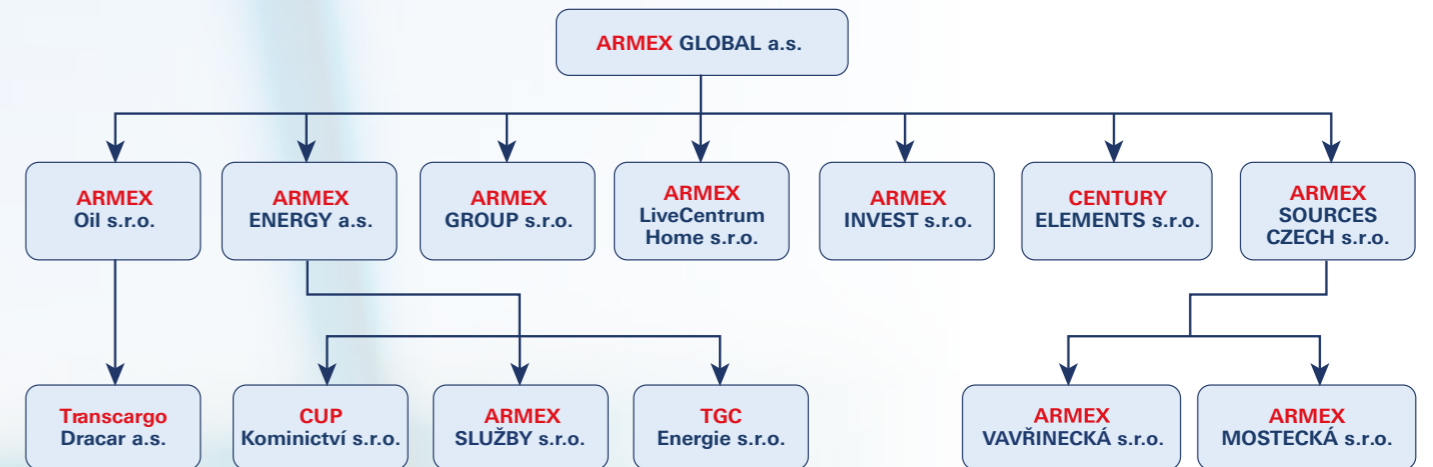 ARMEX GLOBAL a.s.
ARMEX
Oil s.r.o.
ARMEX
ENERGY a.s.
ARMEX
GROUP s.r.o.
ARMEX
LiveCentrum
Home s.r.o.
ARMEX
INVEST s.r.o.
CENTURY
ELEMENTS s.r.o.
ARMEX
SOURCES
CZECH s.r.o.
Transcargo
Dracar a.s.
CUP
Kominictví s.r.o.
ARMEX
SLUŽBY s.r.o.
TGC
Energie s.r.o.
ARMEX
VAVŘINECKÁ s.r.o.
ARMEX
MOSTECKÁ s.r.o.